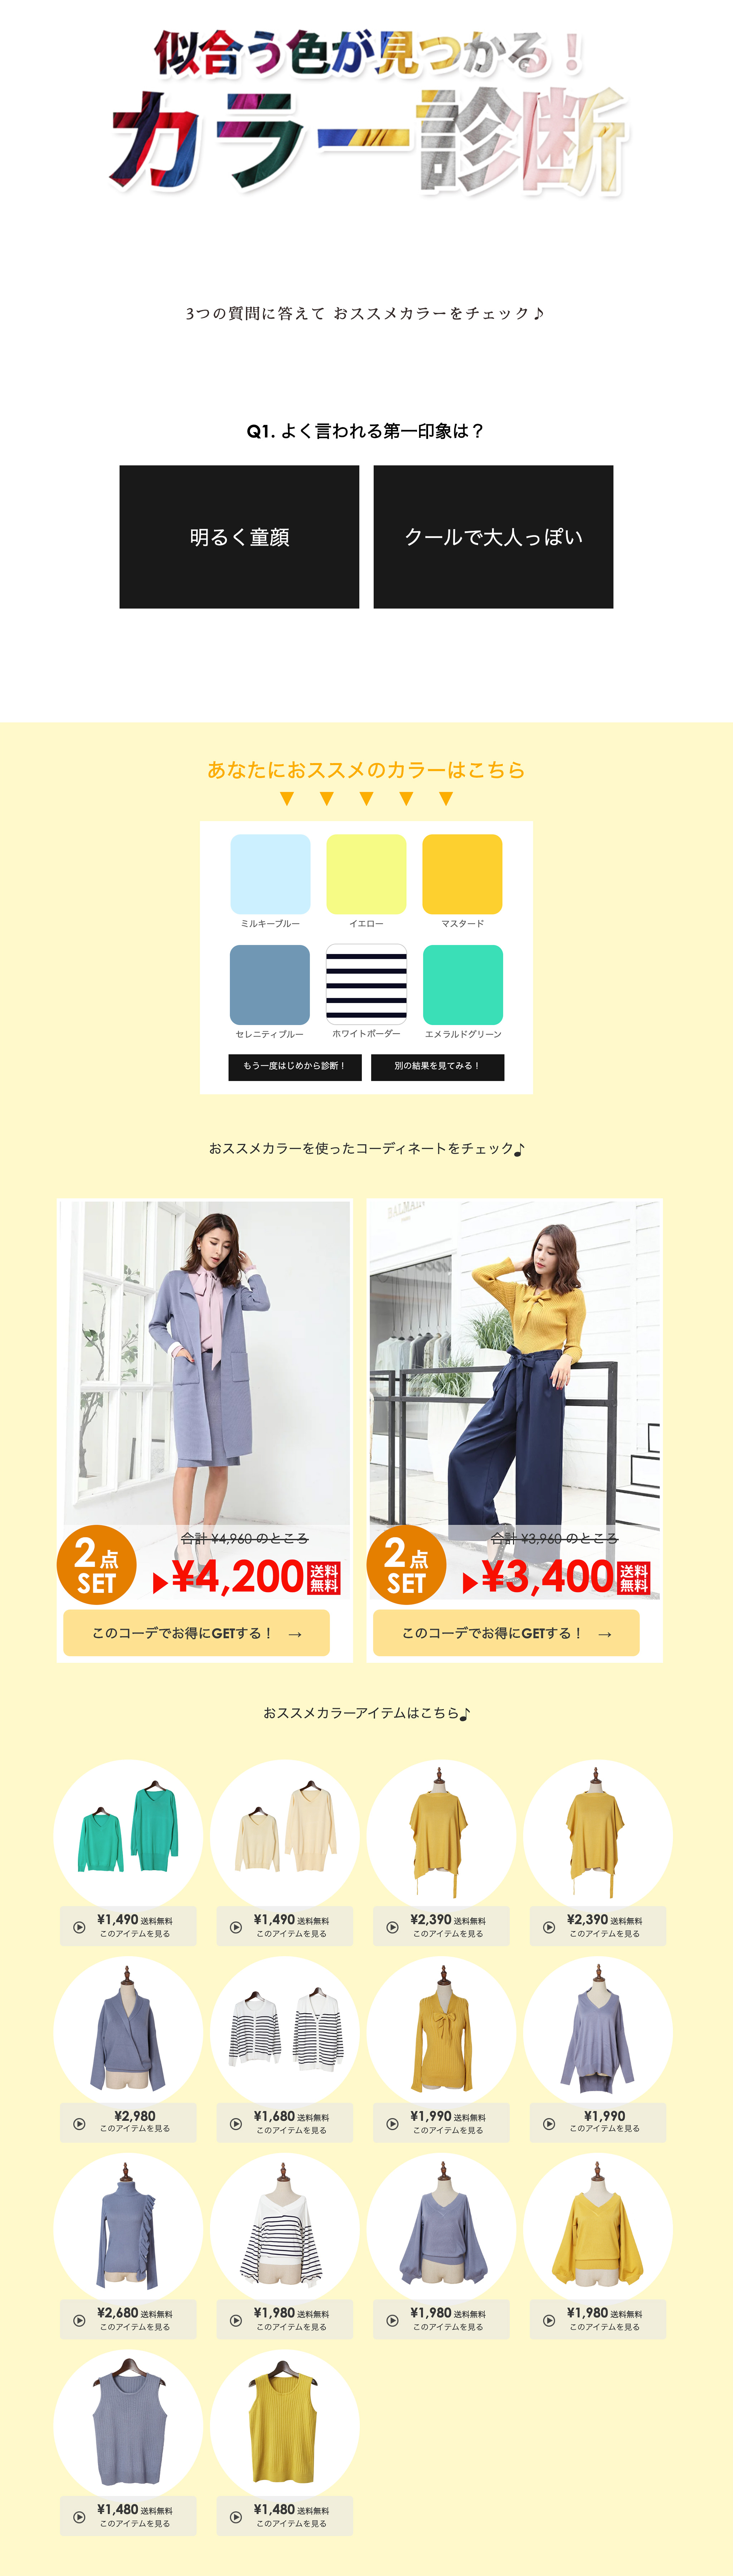 似合う色が見つかる！
カラー診断
3つの質問に答えて おススメカラーをチェック♪
Q1. よく言われる第一印象は？
明るく童顔
クールで大人っぽい
あなたにおススメのカラーはこちら
▼ ▼ ▼ ▼ ▼
ミルキーブルー
イエロー
マスタード
セレニティブルー
ホワイトボーダー
エメラルドグリーン
もう一度はじめから診断！
別の結果を見てみる！
おススメカラーを使ったコーディネートをチェック♪
2点
SET
合計 ¥4,960 のところ
▶¥4,200 送料無料
このコーデでお得にGETする！ →
2点
SET
合計 ¥3,960 のところ
▶¥3,400 送料無料
このコーデでお得にGETする！ →
おススメカラーアイテムはこちら♪
¥1,490 送料無料
このアイテムを見る
¥1,490 送料無料
このアイテムを見る
¥2,390 送料無料
このアイテムを見る
¥2,390 送料無料
このアイテムを見る
¥2,980
このアイテムを見る
¥1,680 送料無料
このアイテムを見る
¥1,990 送料無料
このアイテムを見る
¥1,990
このアイテムを見る
¥2,680 送料無料
このアイテムを見る
¥1,980 送料無料
このアイテムを見る
¥1,980 送料無料
このアイテムを見る
¥1,980 送料無料
このアイテムを見る
¥1,480 送料無料
このアイテムを見る
¥1,480 送料無料
このアイテムを見る